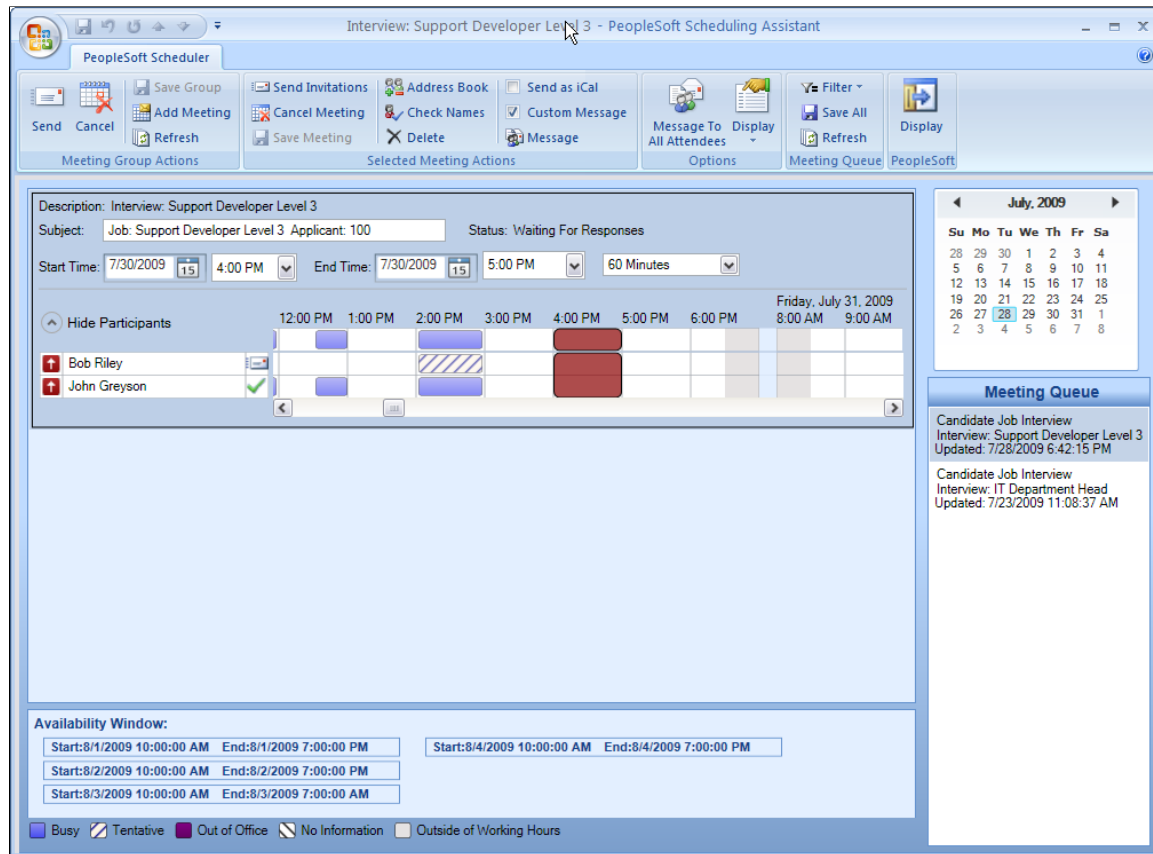 Interview: Support Developer Level 3 - PeopleSoft Scheduling Assistant
PeopleSoft Scheduler
Send
Cancel
Save Group
Add Meeting
Refresh
Meeting Group Actions
Send Invitations
Cancel Meeting
Save Meeting
Address Book
Check Names
Delete
Send as iCal
Custom Message
Message
Selected Meeting Actions
Message To All Attendees
Display
Options
Filter
Save All
Refresh
Meeting Queue
Display
PeopleSoft
Description: Interview: Support Developer Level 3
Subject: Job: Support Developer Level 3 Applicant: 100 Status: Waiting For Responses
Start Time: 7/30/2009 15 4:00 PM End Time: 7/30/2009 15 5:00 PM 60 Minutes
Friday, July 31, 2009
Hide Participants 12:00 PM 1:00 PM 2:00 PM 3:00 PM 4:00 PM 5:00 PM 6:00 PM 8:00 AM 9:00 AM
Bob Riley
John Greyson
Availability Window:
Start:8/1/2009 10:00:00 AM End:8/1/2009 7:00:00 PM
Start:8/2/2009 10:00:00 AM End:8/2/2009 7:00:00 PM
Start:8/3/2009 10:00:00 AM End:8/3/2009 7:00:00 AM
Start:8/4/2009 10:00:00 AM End:8/4/2009 7:00:00 PM
Busy Tentative Out of Office No Information Outside of Working Hours
July, 2009
Su Mo Tu We Th Fr Sa
28 29 30 1 2 3 4
5 6 7 8 9 10 11
12 13 14 15 16 17 18
19 20 21 22 23 24 25
26 27 28 29 30 31 1
2 3 4 5 6 7 8
Meeting Queue
Candidate Job Interview
Interview: Support Developer Level 3
Updated: 7/28/2009 6:42:15 PM
Candidate Job Interview
Interview: IT Department Head
Updated: 7/23/2009 11:08:37 AM